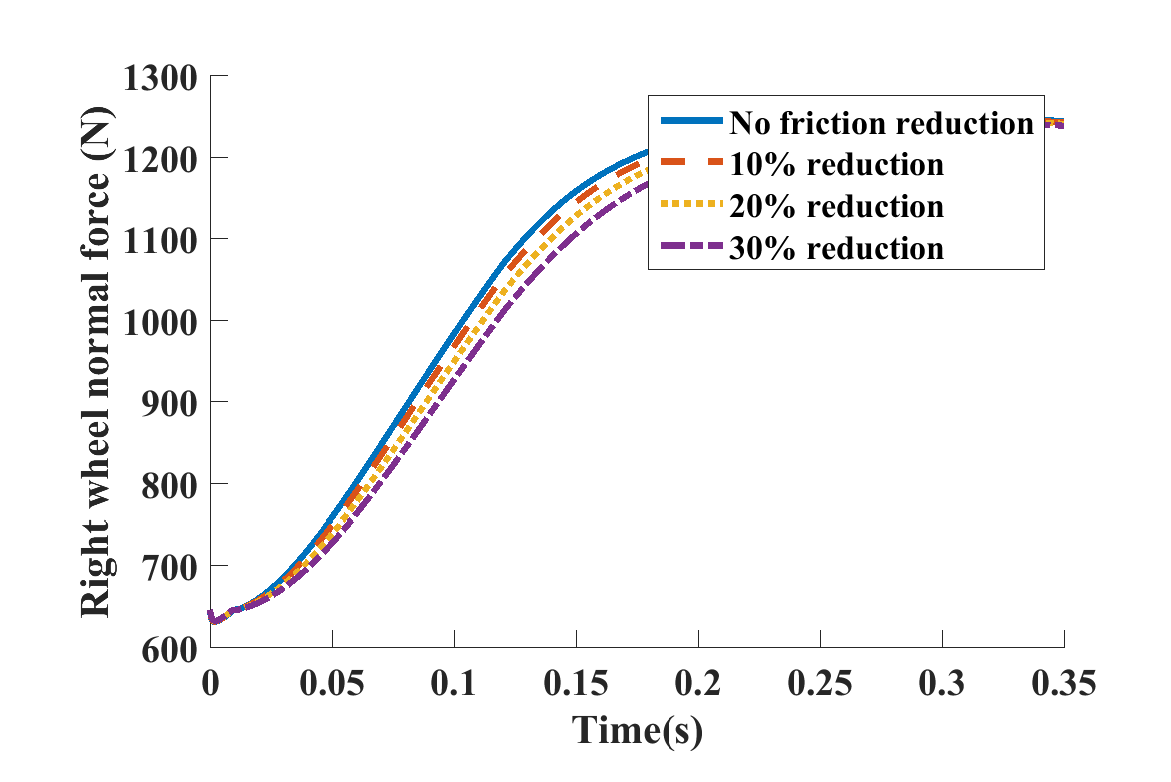 Right wheel normal force (N)
1300
1200
1100
1000
900
800
700
600
No friction reduction
10% reduction
20% reduction
30% reduction
0 0.05 0.1 0.15 0.2 0.25 0.3 0.35
Time(s)